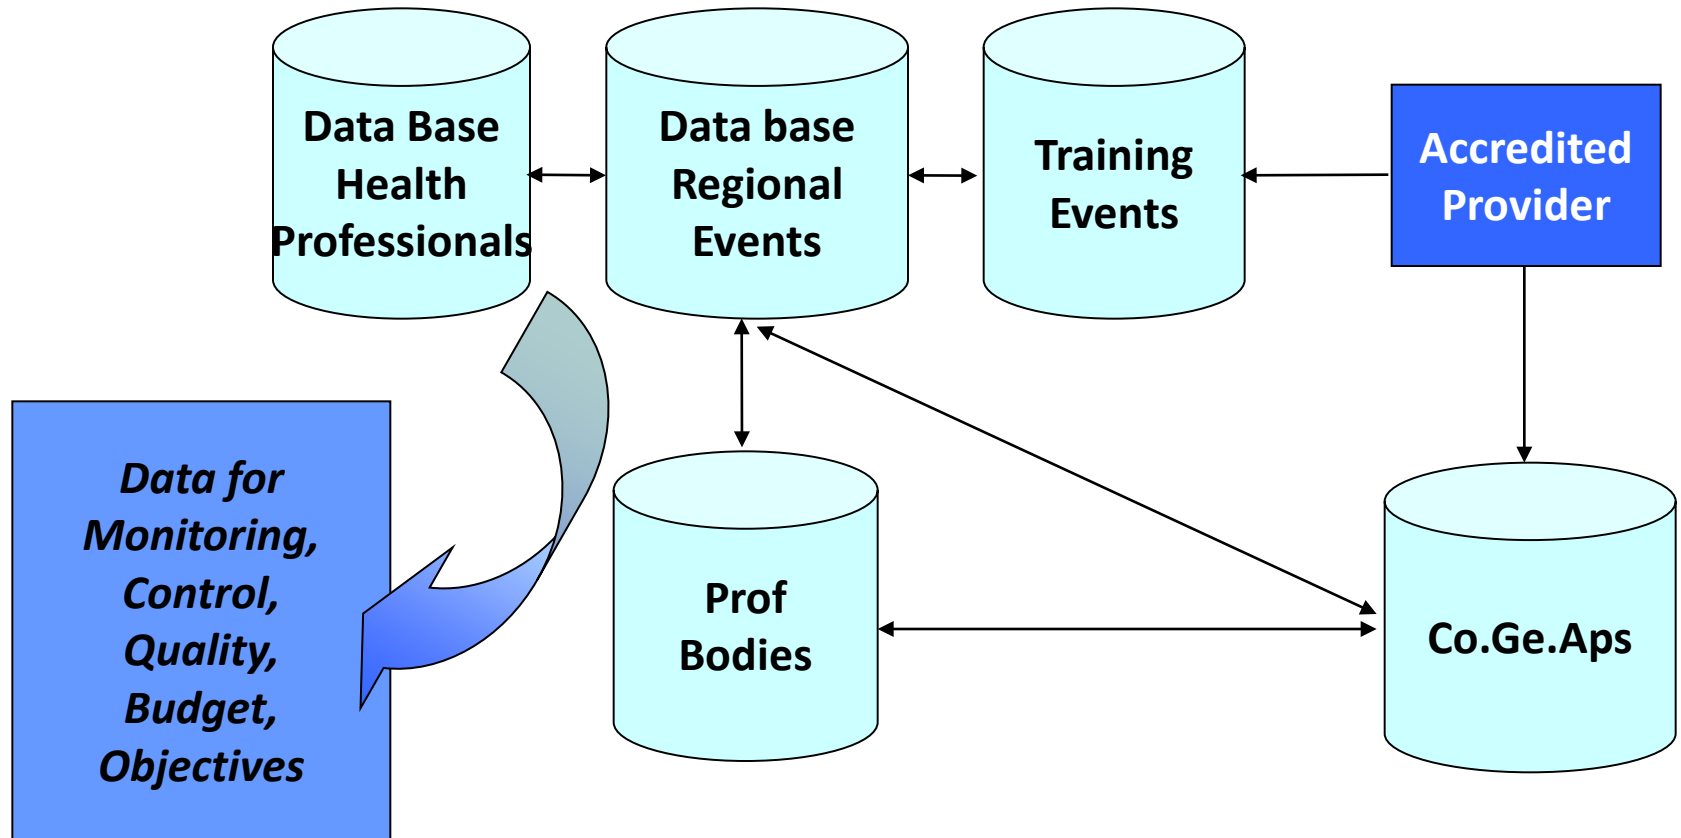 Data Base
Health
Professionals
Data base
Regional
Events
Training
Events
Accredited
Provider
Data for
Monitoring,
Control,
Quality,
Budget,
Objectives
Prof
Bodies
Co.Ge.Aps